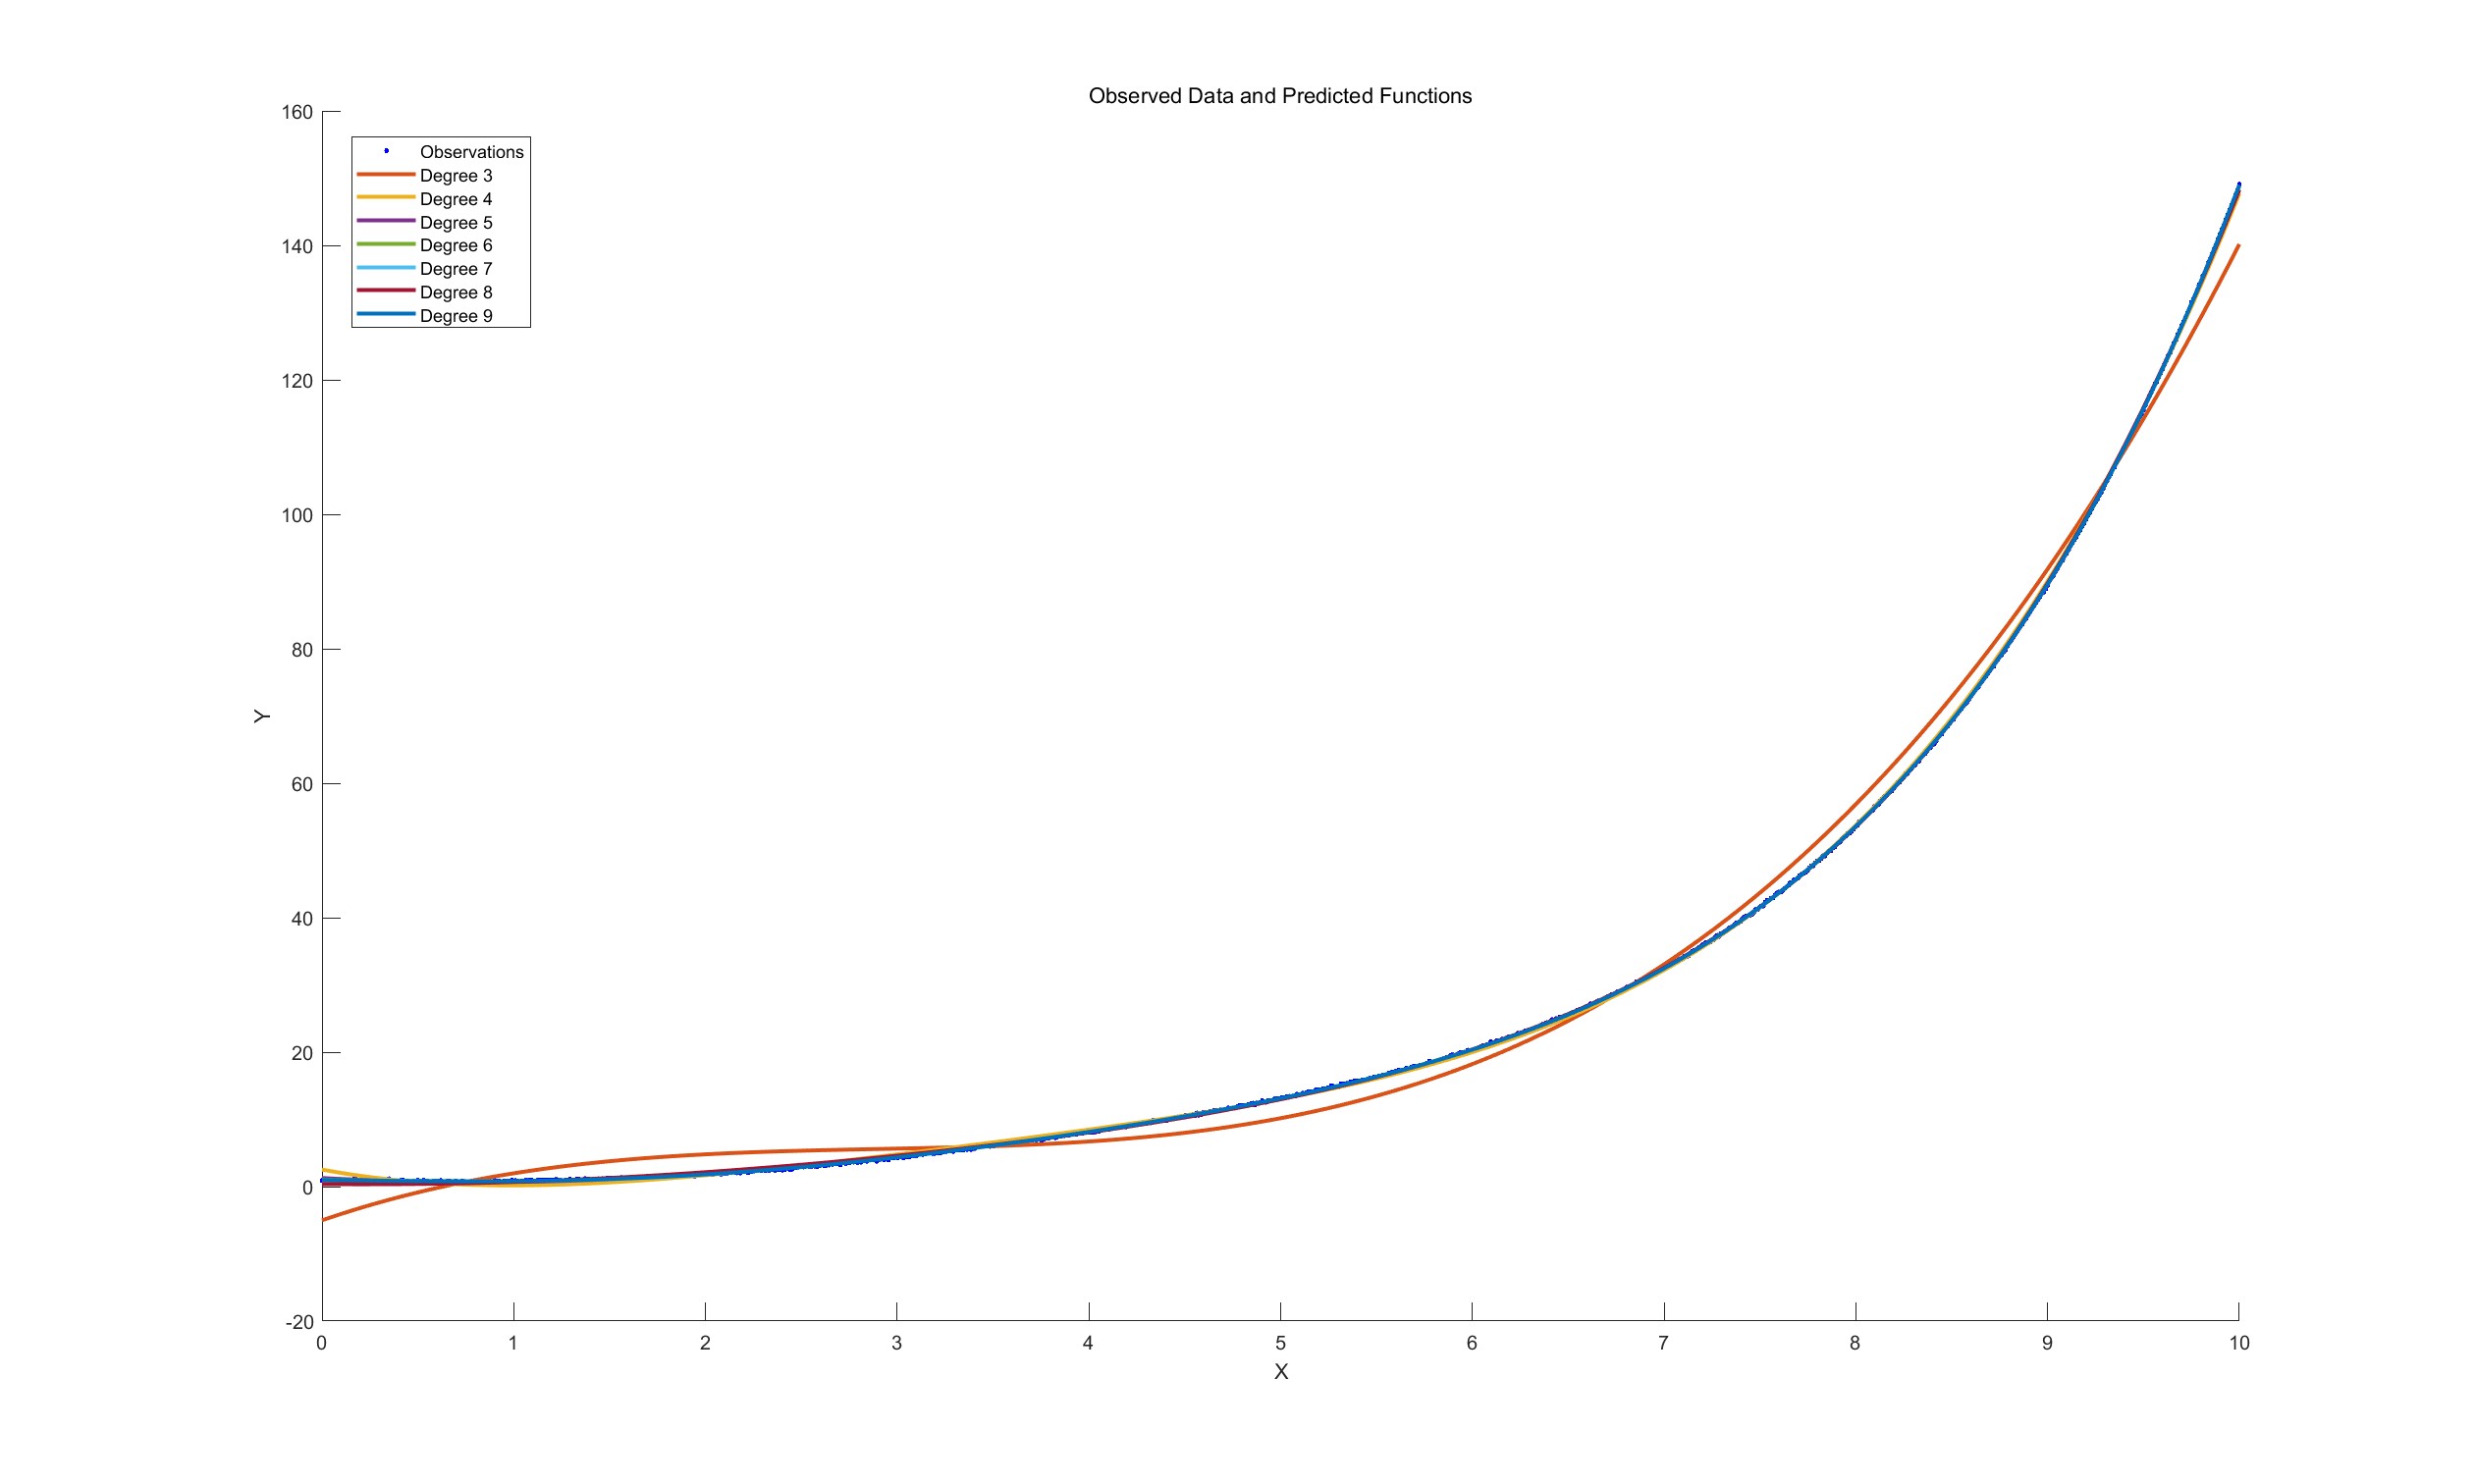 Observed Data and Predicted Functions
160
Observations
Degree 3
Degree 4
Degree 5
Degree 6
Degree 7
Degree 8
Degree 9
140
120
100
80
Y
60
40
20
0
-20
0 1 2 3 4 5 6 7 8 9 10
X